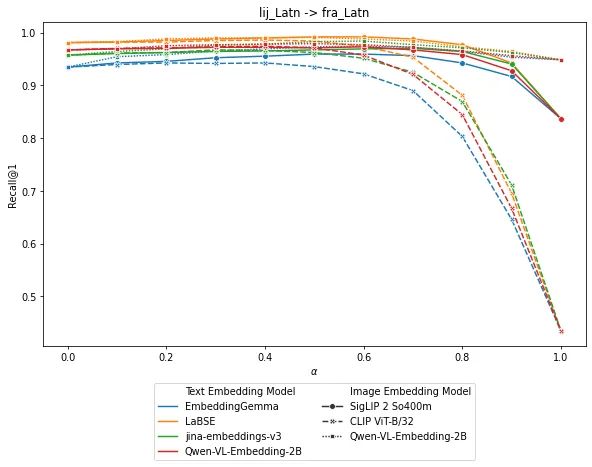 lij_Latn -> fra_Latn
Recall@1
1.0
0.9
0.8
0.7
0.6
0.5
0.0 0.2 0.4 0.6 0.8 1.0
α
Text Embedding Model Image Embedding Model
EmbeddingGemma SigLIP 2 So400m
LaBSE CLIP ViT-B/32
jina-embeddings-v3 Qwen-VL-Embedding-2B
Qwen-VL-Embedding-2B